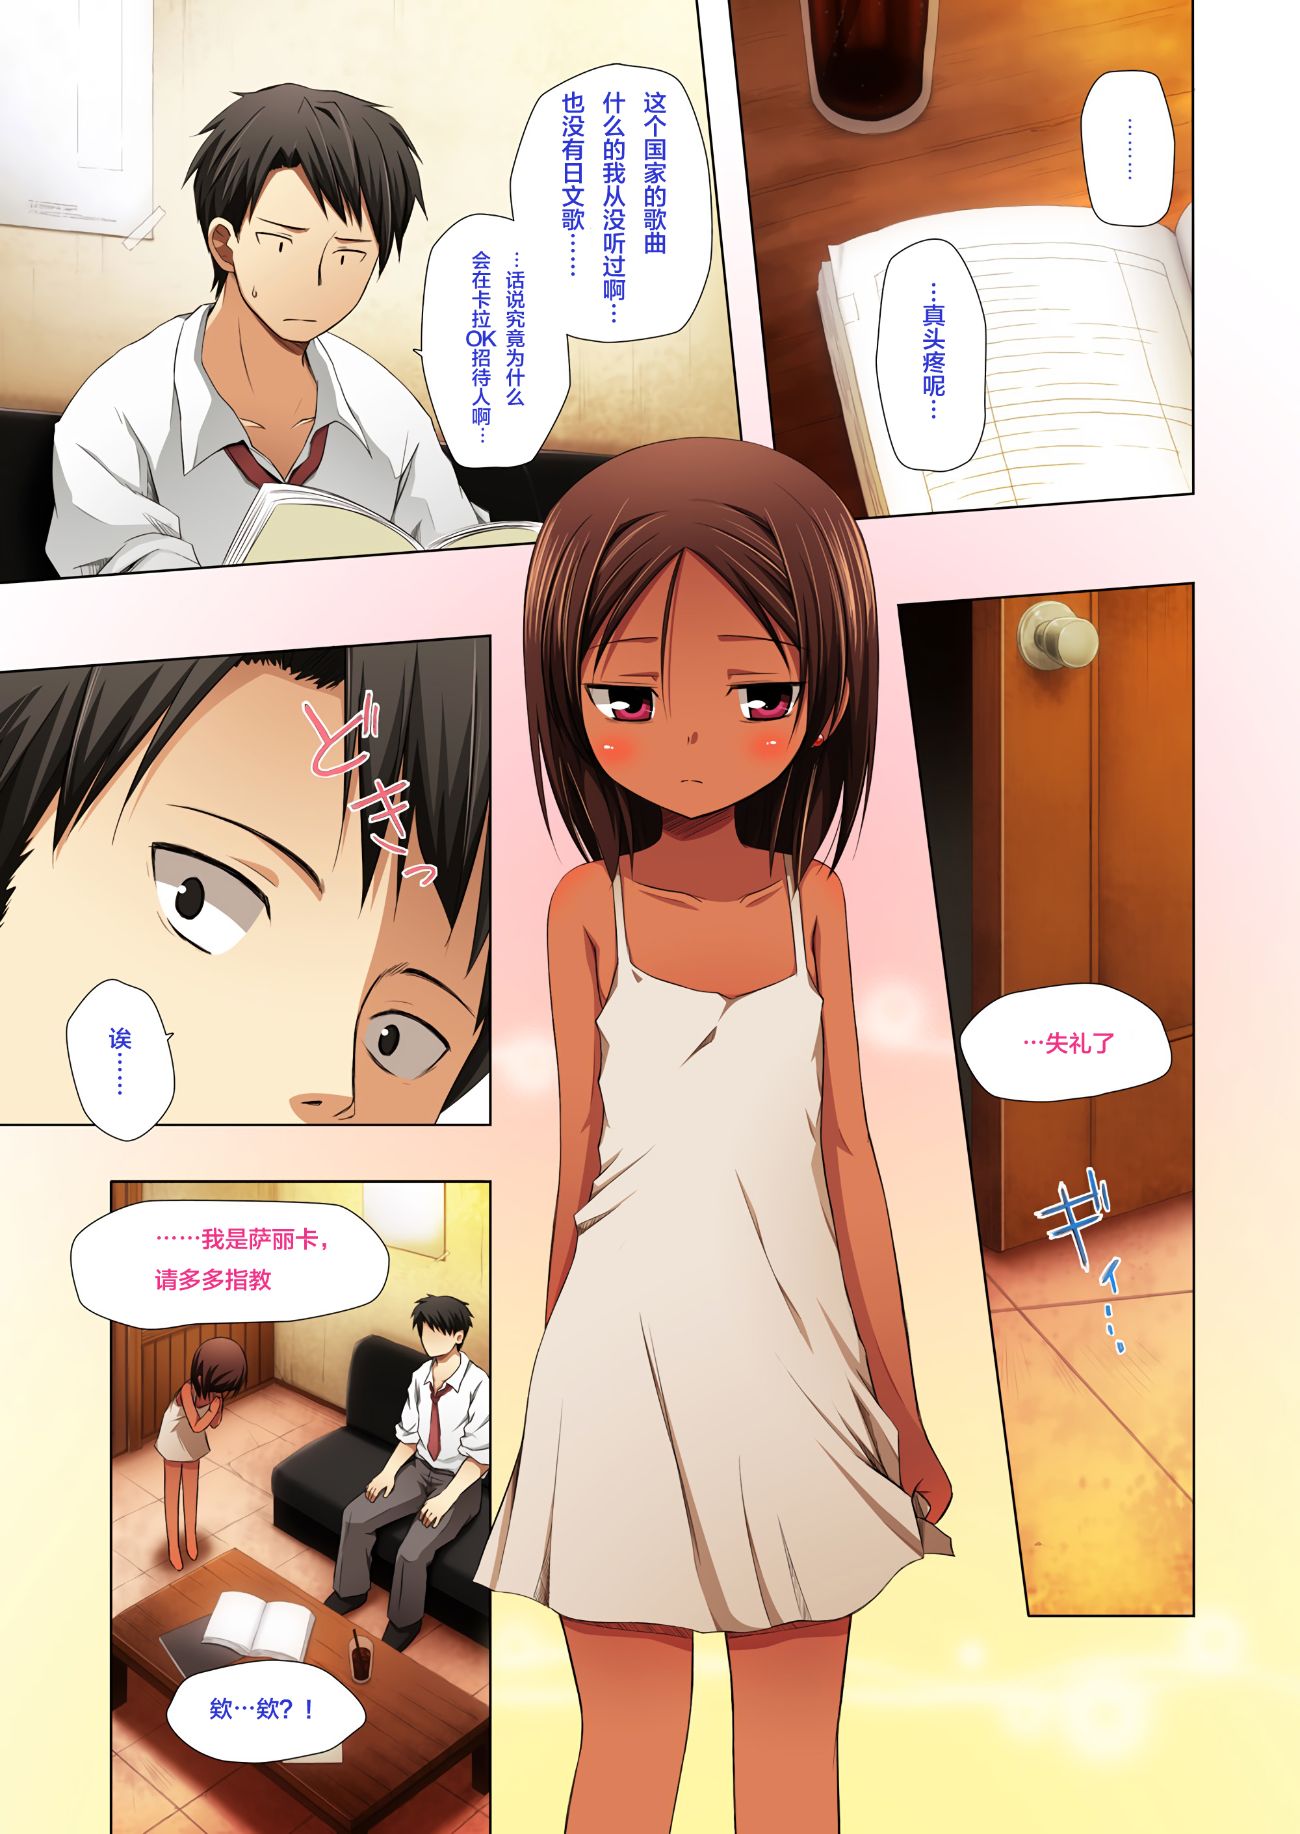 ………
…真头疼呢…
这个国家的歌曲
什么的我从没听过啊…
也没有日文歌……
…话说究竟为什么
会在卡拉
OK招待人啊…
…失礼了
ギイ…
どきっ
诶……
……我是萨丽卡，
请多多指教
欸…欸？！